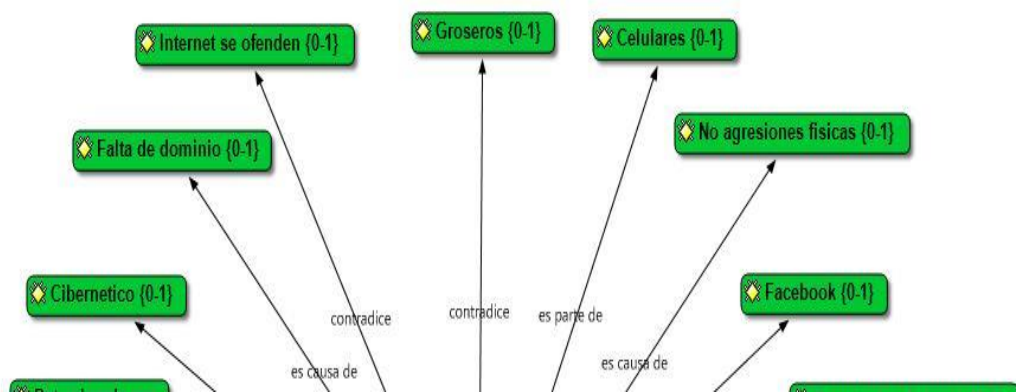 Groseros {0-1}
Celulares {0-1}
Internet se ofenden {0-1}
No agresiones fisicas {0-1}
Falta de dominio {0-1}
Facebook {0-1}
Cibernetico {0-1}
contradice
contradice
es parte de
es causa de
es causa de